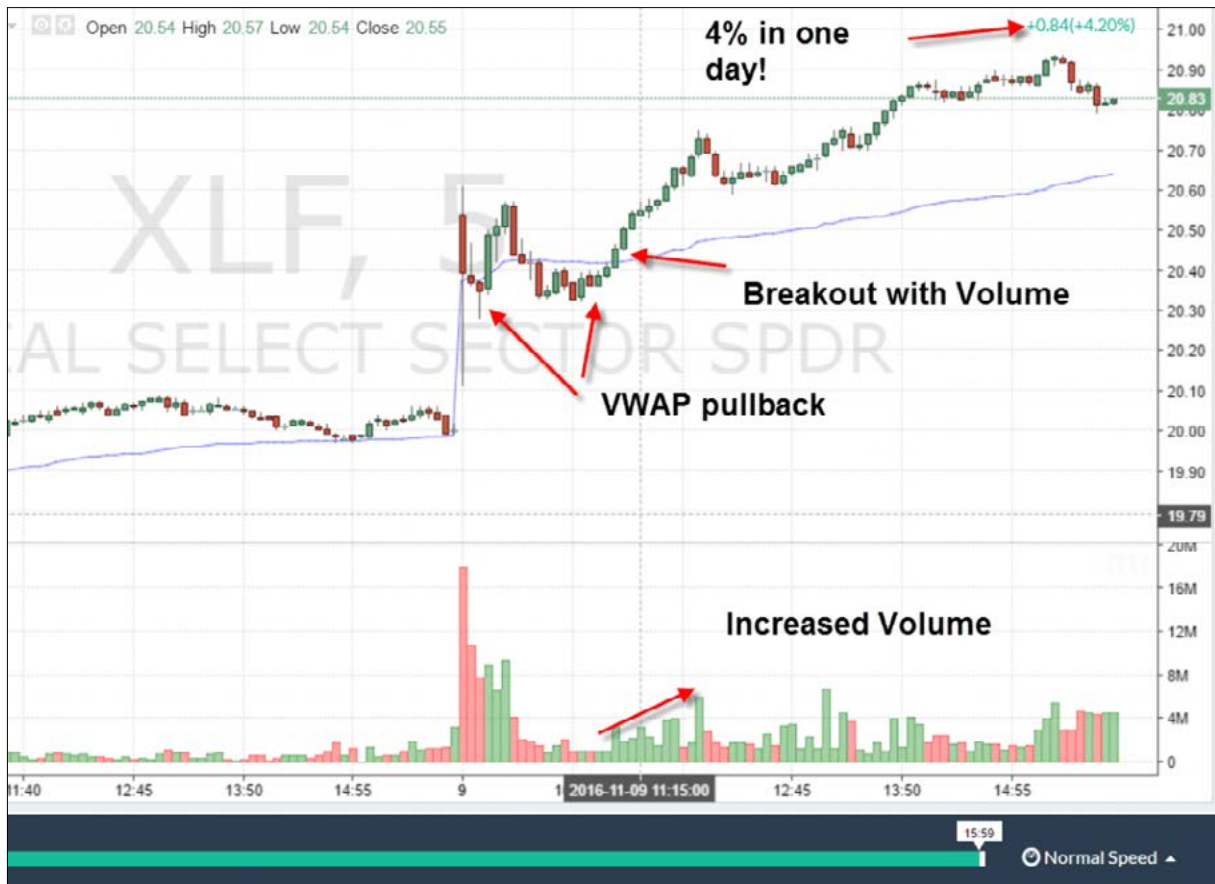 Open 20.54 High 20.57 Low 20.54 Close 20.55
4% in one
day!
+0.84(+4.20%)
21.00
20.90
20.83
20.80
20.70
20.60
20.50
20.40
20.30
20.20
20.10
20.00
19.90
19.79
XLF, 5
AL SELECT SECTOR SPDR
Breakout with Volume
VWAP pullback
Increased Volume
20M
16M
12M
8M
4M
0
11:40 12:45 13:50 14:55 9 1 2016-11-09 11:15:00 12:45 13:50 14:55
15:59
Normal Speed